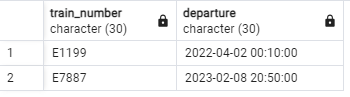 train_number departure
character (30) character (30)
1 E1199 2022-04-02 00:10:00
2 E7887 2023-02-08 20:50:00